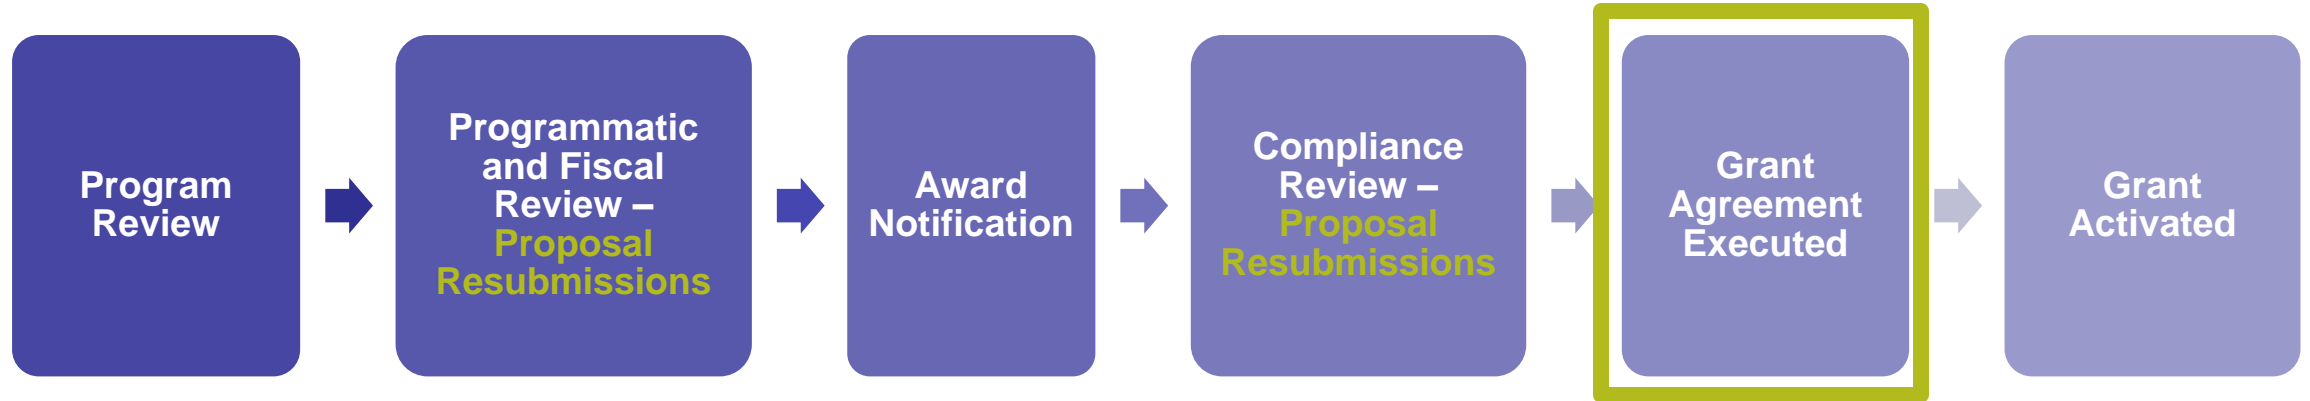 Program
Review
Programmatic
and Fiscal
Review –
Proposal
Resubmissions
Award
Notification
Compliance
Review –
Proposal
Resubmissions
Grant
Agreement
Executed
Grant
Activated